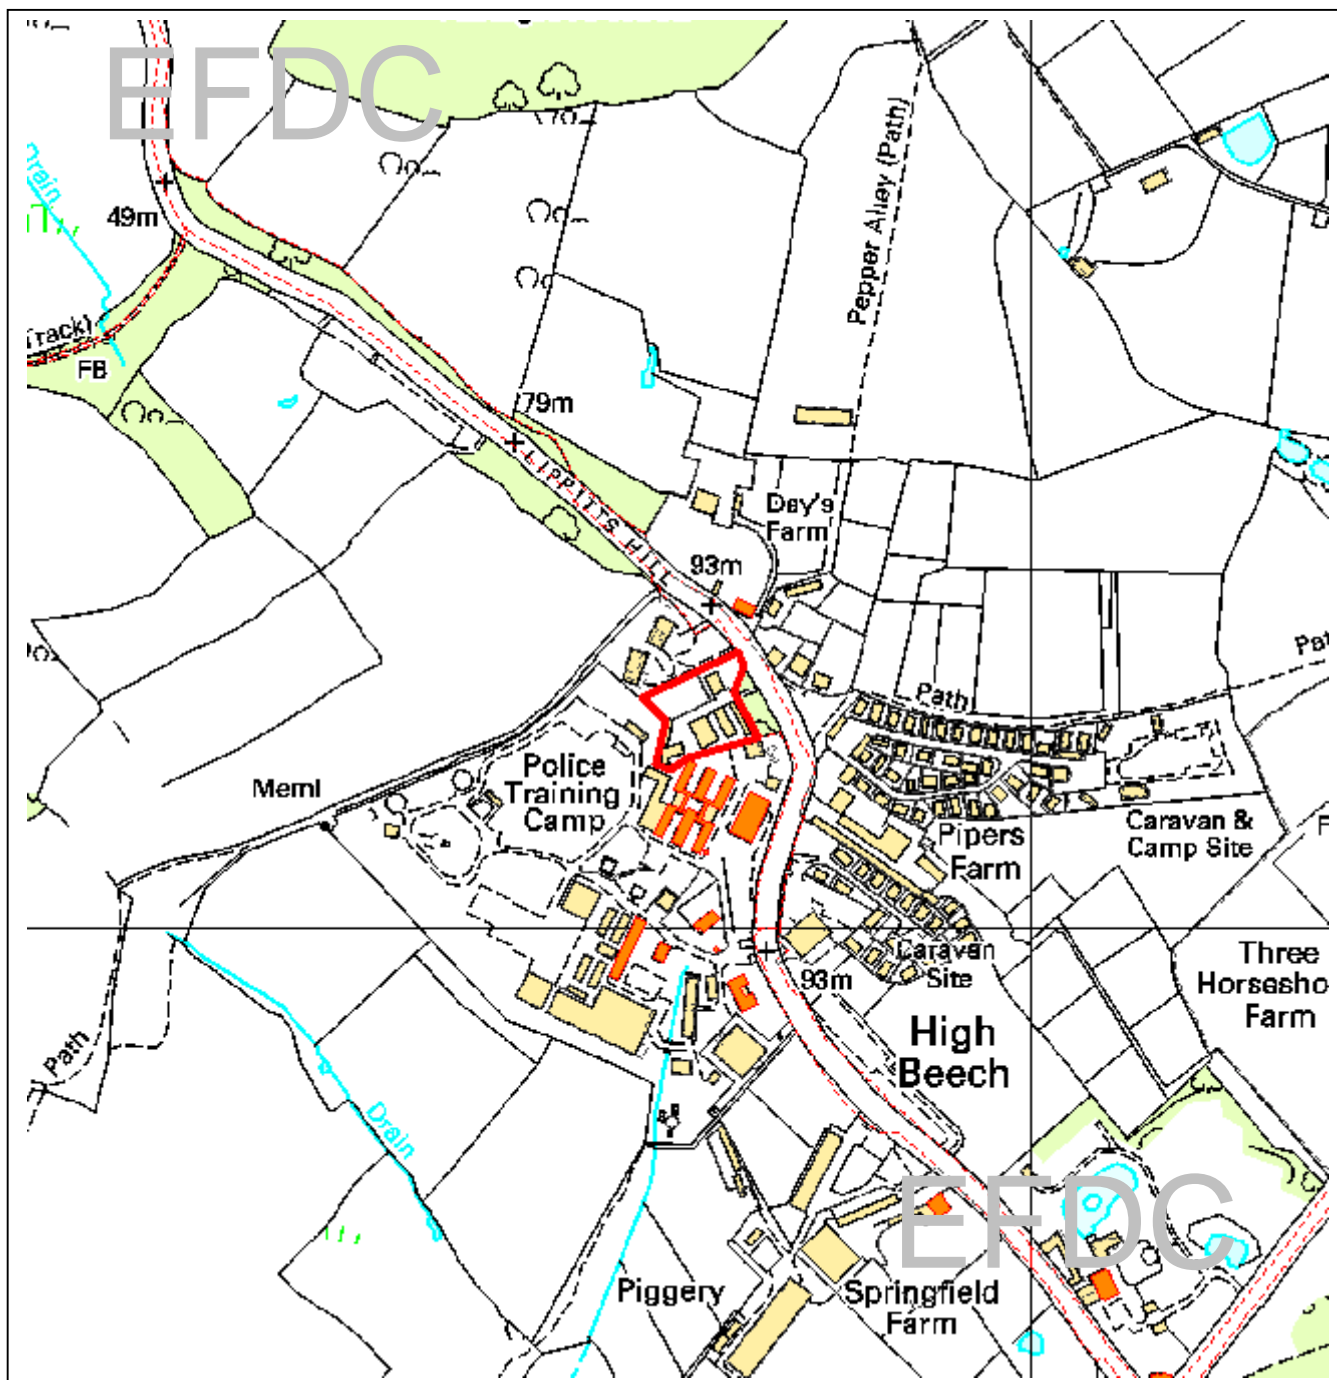 EFDC
Drain
49m
Track)
FB
Pepper Alley (Path)
79m
LIPPITTS HILL
Day's
Farm
93m
Path
Police
Training
Camp
Meml
Pipers
Farm
Caravan &
Camp Site
Caravan
Site
93m
Three
Horsesho
Farm
High
Beech
Path
Drain
EFDC
Piggery
Springfield
Farm